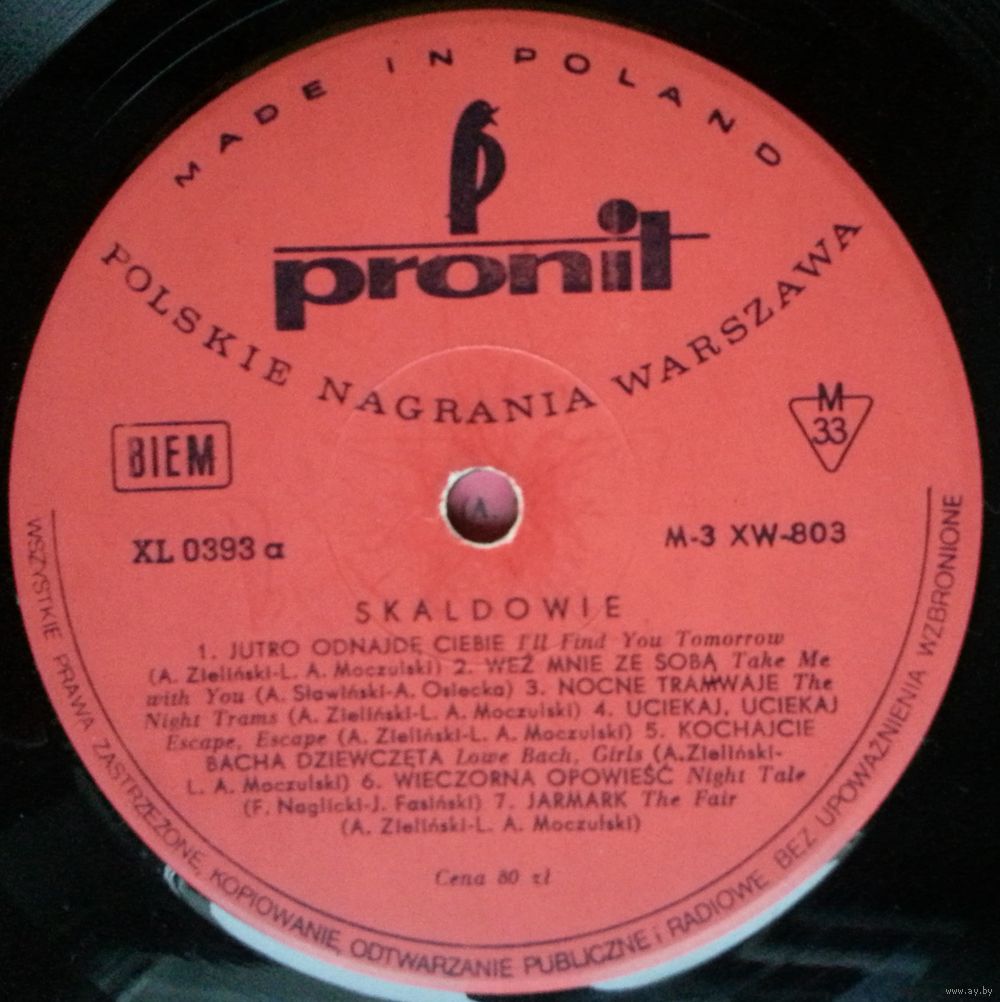 MADE IN POLAND
pronit
POLSKIE NAGRANIA WARSZAWA
BIEM
M
33
XL 0393 a
M-3 XW-803
A
SKALDOWIE
1. JUTRO ODNAJDĘ CIEBIE I'll Find You Tomorrow
(A. Zieliński-L. A. Moczulski) 2. WEŹ MNIE ZE SOBĄ Take Me
with You (A. Sławiński-A. Osiecka) 3. NOCNE TRAMWAJE The
Night Trams (A. Zieliński-L. A. Moczulski) 4. UCIEKAJ, UCIEKAJ
Escape, Escape (A. Zieliński-L. A. Moczulski) 5. KOCHAJCIE
BACHA DZIEWCZĘTA Lowe Bach, Girls (A.Zieliński-
L. A. Moczulski) 6. WIECZORNA OPOWIEŚĆ Night Tale
(F. Naglicki-J. Fasiński) 7. JARMARK The Fair
(A. Zieliński-L. A. Moczulski)
Cena 80 zł
WSZYSTKIE PRAWA ZASTRZEŻONE, KOPIOWANIE, ODTWARZANIE PUBLICZNE i RADIOWE BEZ UPOWAŻNIENIA WZBRONIONE
www.ay.by